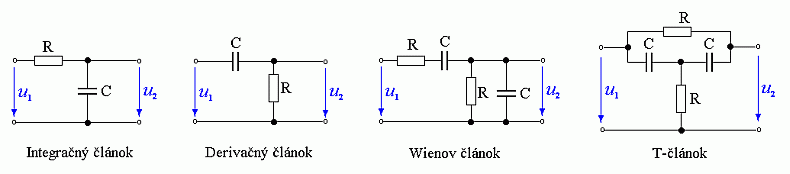 R
C
u1
u2
Integračný článok
C
R
u1
u2
Derivačný článok
R
C
R
C
u1
u2
Wienov článok
R
C
C
R
u1
u2
T-článok